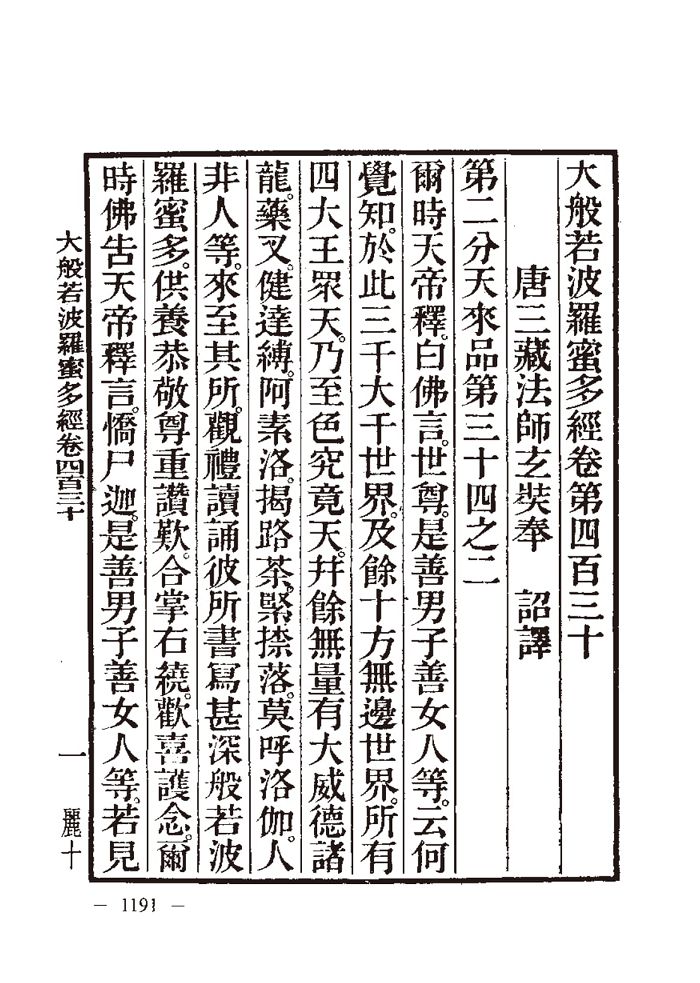 大般若波羅蜜多經卷第四百三十
唐三藏法師玄奘奉　詔譯
第二分天來品第三十四之二
爾時天帝釋。白佛言。世尊。是善男子善女人等。云何
覺知。於此三千大千世界。及餘十方無邊世界。所有
四大王眾天。乃至色究竟天。幷餘無量有大威德諸
龍。藥叉。健達縛。阿素洛。揭路茶。緊捺落。莫呼洛伽。人
非人等。來至其所。觀禮讀誦彼所書寫甚深般若波
羅蜜多。供養恭敬尊重讚歎。合掌右繞。歡喜護念。爾
時佛告天帝釋言。憍尸迦。是善男子善女人等。若見
大般若波羅蜜多經卷四百三十
一
麗十
— 1191 —